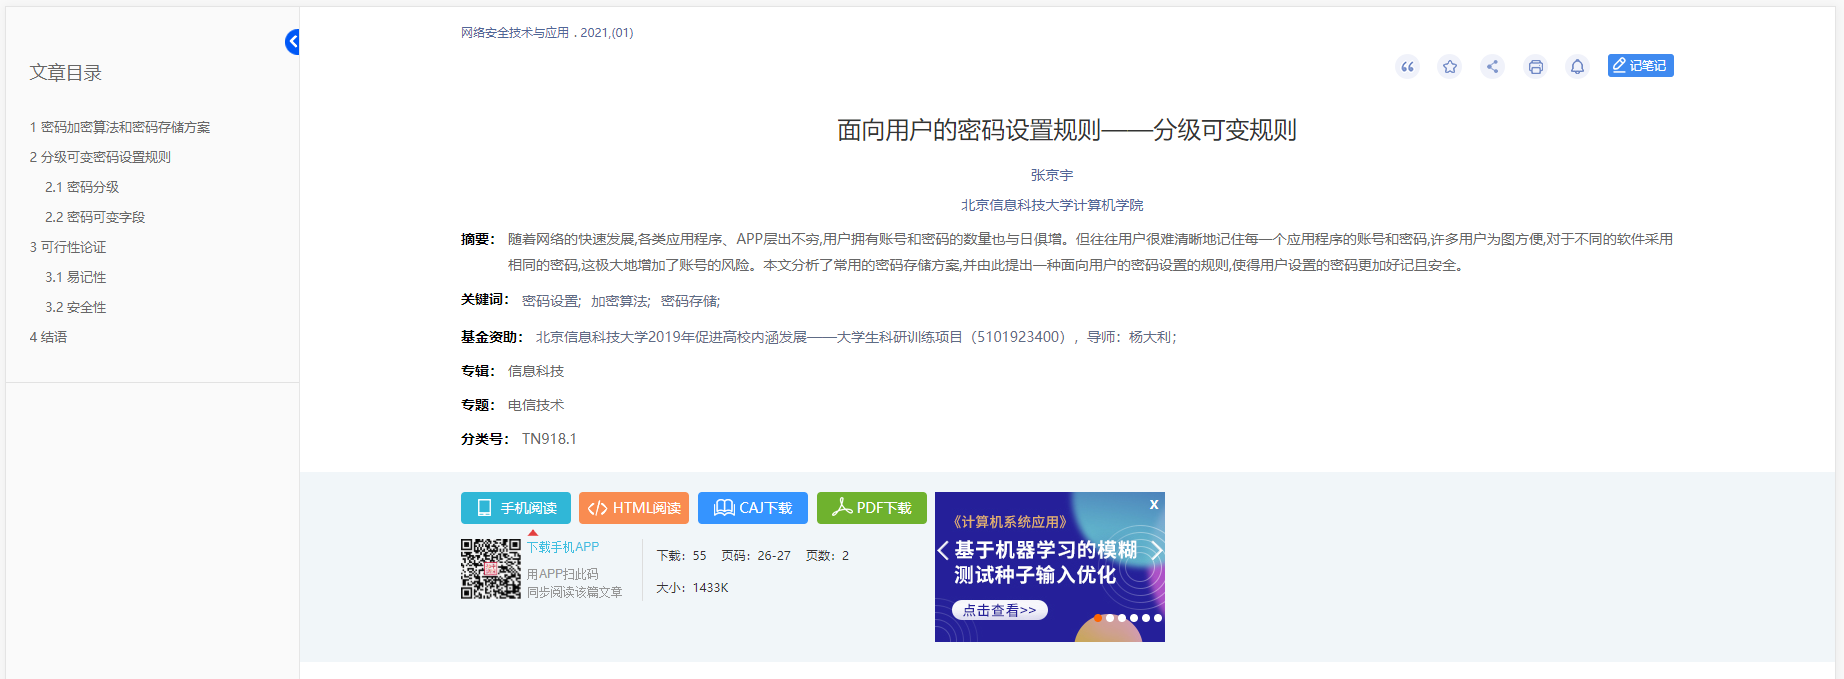 文章目录
1 密码加密算法和密码存储方案
2 分级可变密码设置规则
2.1 密码分级
2.2 密码可变字段
3 可行性论证
3.1 易记性
3.2 安全性
4 结语
网络安全技术与应用 . 2021,(01)
记笔记
面向用户的密码设置规则——分级可变规则
张京宇
北京信息科技大学计算机学院
摘要： 随着网络的快速发展,各类应用程序、APP层出不穷,用户拥有账号和密码的数量也与日俱增。但往往用户很难清晰地记住每一个应用程序的账号和密码,许多用户为图方便,对于不同的软件采用
相同的密码,这极大地增加了账号的风险。本文分析了常用的密码存储方案,并由此提出一种面向用户的密码设置的规则,使得用户设置的密码更加好记且安全。
关键词： 密码设置; 加密算法; 密码存储;
基金资助： 北京信息科技大学2019年促进高校内涵发展——大学生科研训练项目（5101923400），导师：杨大利；
专辑： 信息科技
专题： 电信技术
分类号： TN918.1
手机阅读 HTML阅读 CAJ下载 PDF下载
下载手机APP
用APP扫此码
同步阅读该篇文章
下载：55 页码：26-27 页数：2
大小：1433K
x
《计算机系统应用》
基于机器学习的模糊
测试种子输入优化
点击查看>>